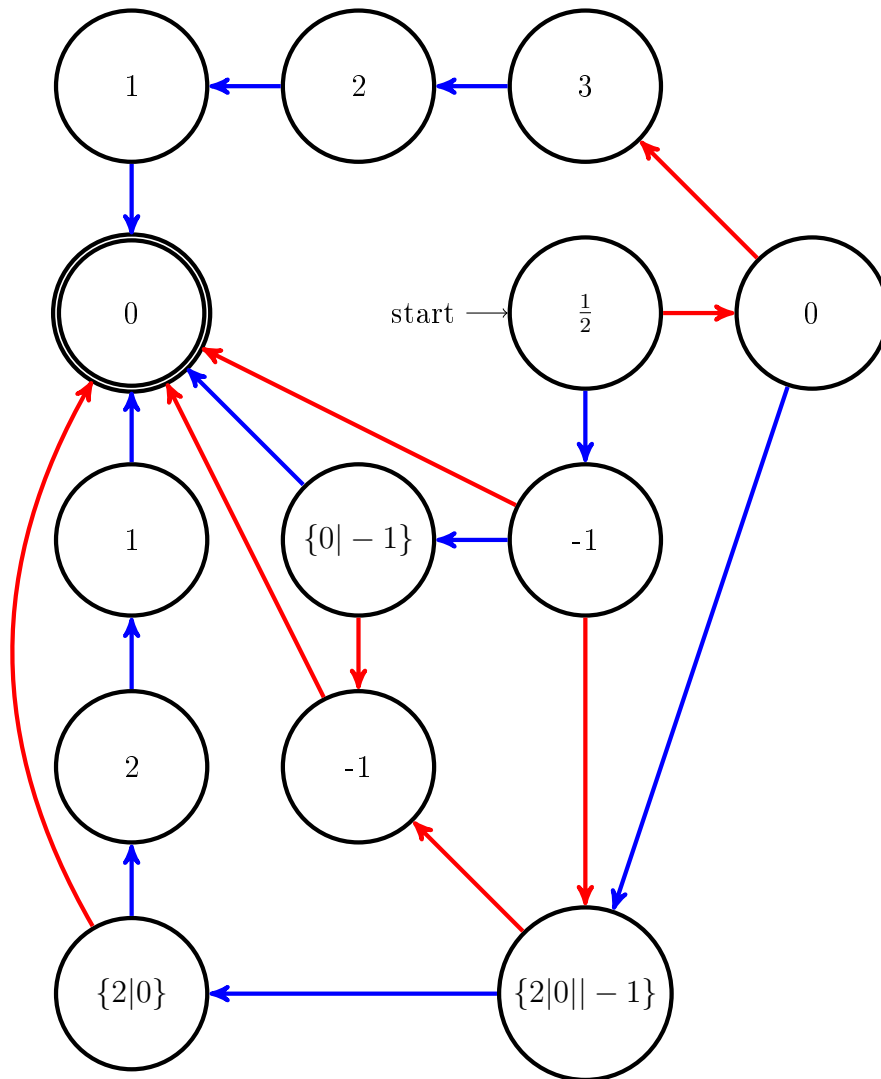 1 2 3
0 start 1/2 0
1 {0| − 1} -1
2 -1
{2|0} {2|0|| − 1}